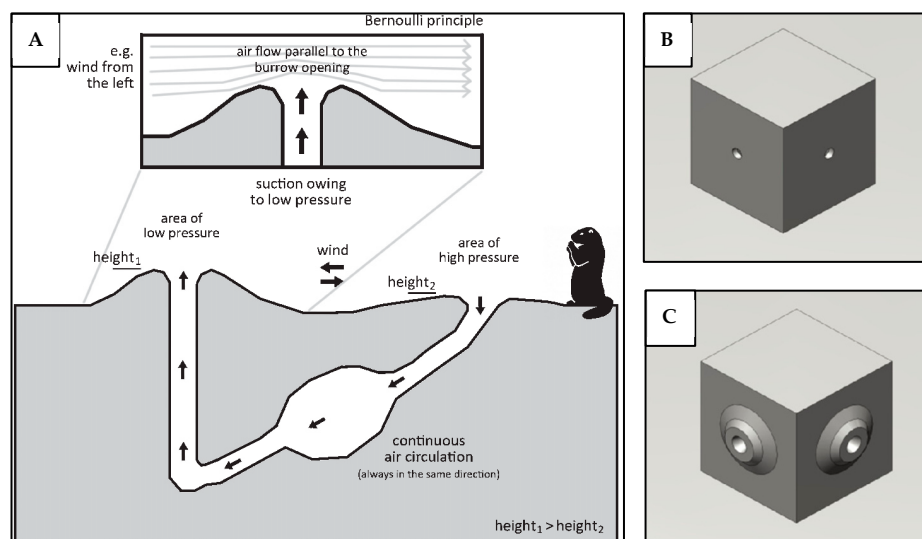 A
Bernoulli principle
e.g.
wind from
the left
air flow parallel to the
burrow opening
suction owing
to low pressure
area of
low pressure
height₁
wind
area of
high pressure
height₂
continuous
air circulation
(always in the same direction)
height₁ > height₂
B
C